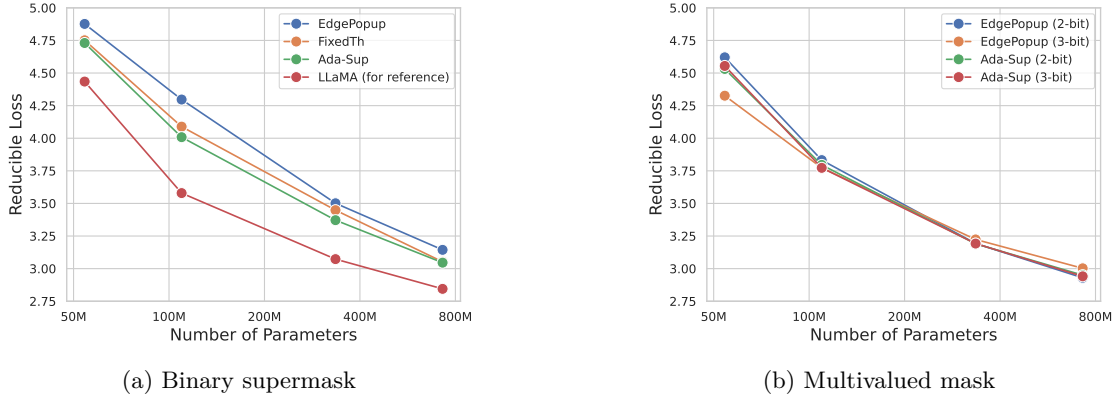 5.00
4.75
4.50
4.25
4.00
3.75
3.50
3.25
3.00
2.75
Reducible Loss
EdgePopup
FixedTh
Ada-Sup
LLaMA (for reference)
50M 100M 200M 400M 800M
Number of Parameters
(a) Binary supermask
5.00
4.75
4.50
4.25
4.00
3.75
3.50
3.25
3.00
2.75
Reducible Loss
EdgePopup (2-bit)
EdgePopup (3-bit)
Ada-Sup (2-bit)
Ada-Sup (3-bit)
50M 100M 200M 400M 800M
Number of Parameters
(b) Multivalued mask